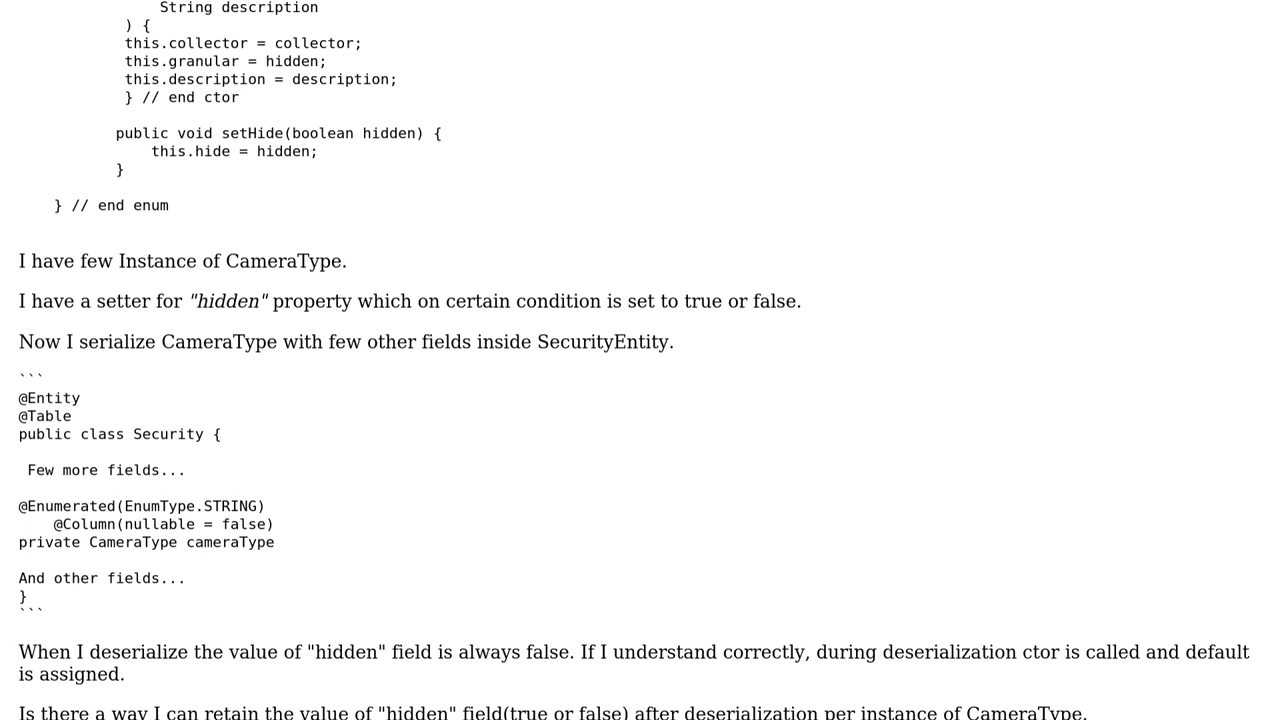 String description
) {
this.collector = collector;
this.granular = hidden;
this.description = description;
} // end ctor
public void setHide(boolean hidden) {
this.hide = hidden;
}
} // end enum
I have few Instance of CameraType.
I have a setter for "hidden" property which on certain condition is set to true or false.
Now I serialize CameraType with few other fields inside SecurityEntity.
```
@Entity
@Table
public class Security {
Few more fields...
@Enumerated(EnumType.STRING)
@Column(nullable = false)
private CameraType cameraType
And other fields...
}
```
When I deserialize the value of "hidden" field is always false. If I understand correctly, during deserialization ctor is called and default
is assigned.
Is there a way I can retain the value of "hidden" field(true or false) after deserialization per instance of CameraType.